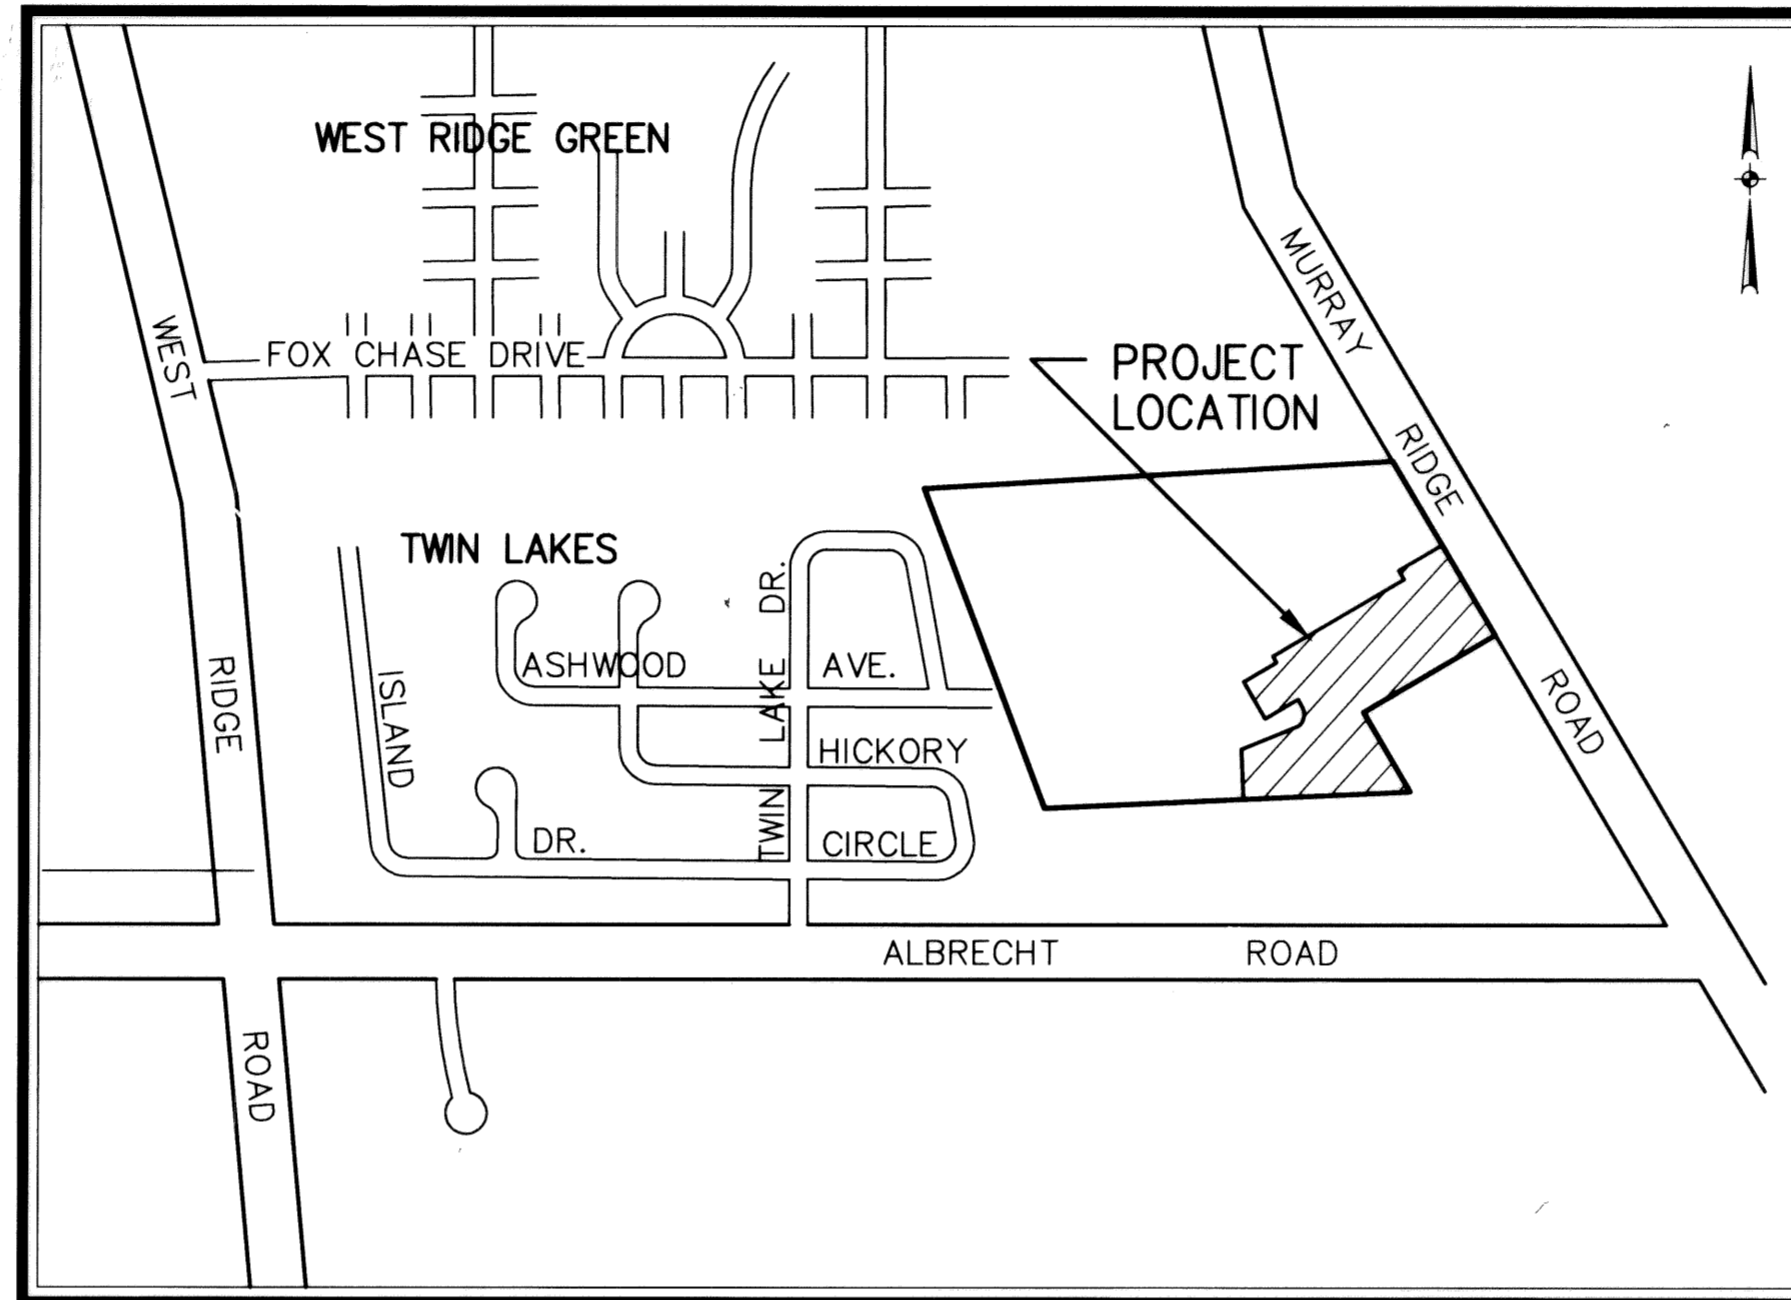 WEST RIDGE GREEN
MURRAY RIDGE ROAD
WEST RIDGE ROAD
FOX CHASE DRIVE
PROJECT
LOCATION
TWIN LAKES
TWIN LAKE DR.
ASHWOOD AVE.
ISLAND DR.
HICKORY
CIRCLE
ALBRECHT ROAD